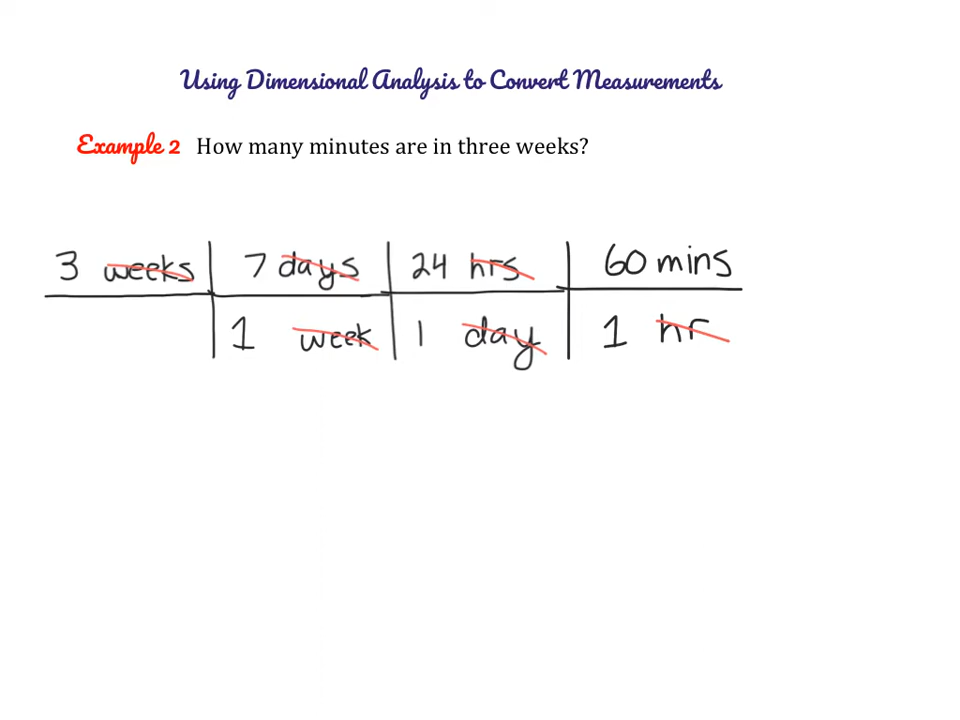 Using Dimensional Analysis to Convert Measurements
Example 2 How many minutes are in three weeks?
3 weeks 7 days 24 hrs 60 mins
1 week 1 day 1 hr